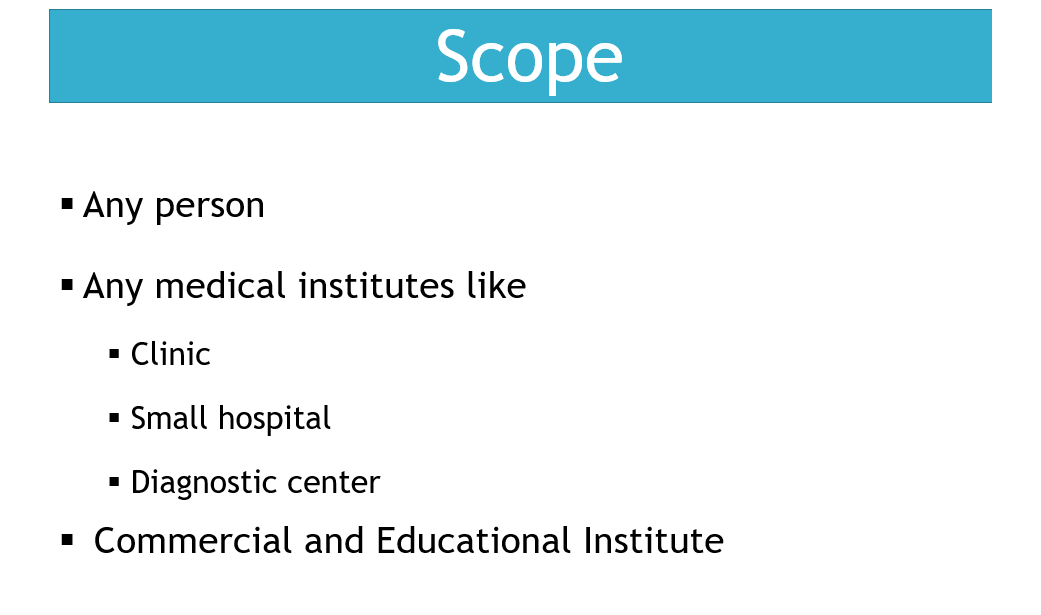 Scope
▪ Any person
▪ Any medical institutes like
▪ Clinic
▪ Small hospital
▪ Diagnostic center
▪ Commercial and Educational Institute